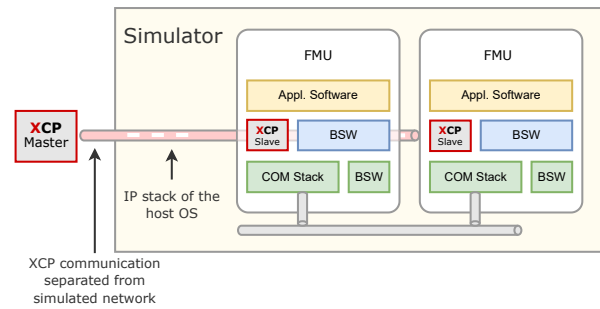 Simulator
FMU
Appl. Software
XCP
Slave
BSW
COM Stack
BSW
FMU
Appl. Software
XCP
Slave
BSW
COM Stack
BSW
XCP
Master
IP stack of the
host OS
XCP communication
separated from
simulated network